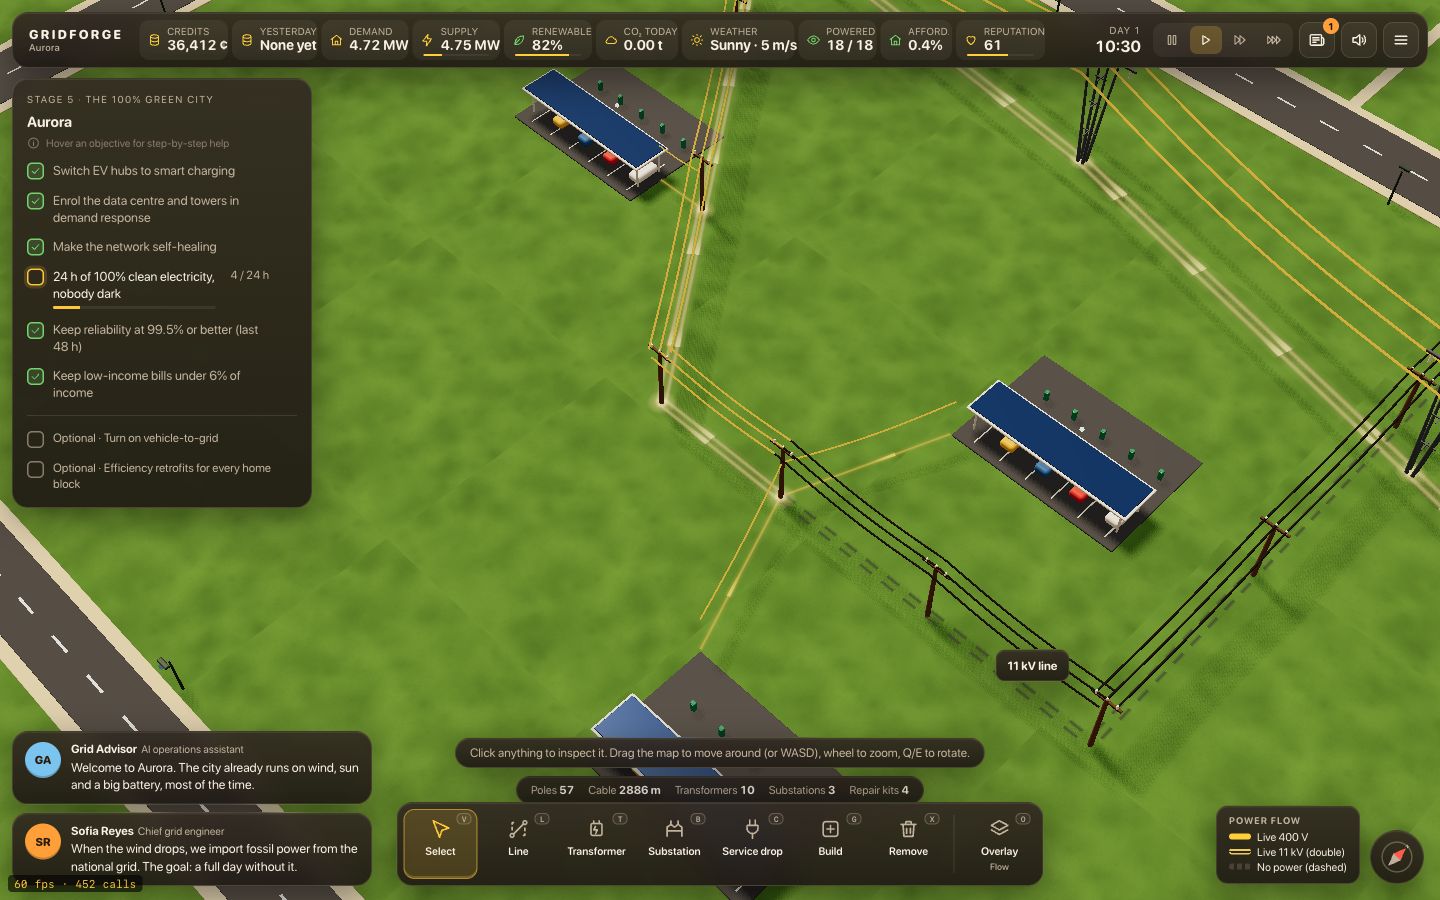 GRIDFORGE
Aurora
CREDITS
36,412 ¢
YESTERDAY
None yet
DEMAND
4.72 MW
SUPPLY
4.75 MW
RENEWABLE
82%
CO₂ TODAY
0.00 t
WEATHER
Sunny · 5 m/s
POWERED
18 / 18
AFFORD.
0.4%
REPUTATION
61
DAY 1
10:30
1
STAGE 5 · THE 100% GREEN CITY
Aurora
Hover an objective for step-by-step help
Switch EV hubs to smart charging
Enrol the data centre and towers in
demand response
Make the network self-healing
24 h of 100% clean electricity,
nobody dark
4 / 24 h
Keep reliability at 99.5% or better (last
48 h)
Keep low-income bills under 6% of
income
Optional · Turn on vehicle-to-grid
Optional · Efficiency retrofits for every home
block
11 kV line
GA
Grid Advisor AI operations assistant
Welcome to Aurora. The city already runs on wind, sun
and a big battery, most of the time.
SR
Sofia Reyes Chief grid engineer
When the wind drops, we import fossil power from the
national grid. The goal: a full day without it.
60 fps · 452 calls
Click anything to inspect it. Drag the map to move around (or WASD), wheel to zoom, Q/E to rotate.
Poles 57 Cable 2886 m Transformers 10 Substations 3 Repair kits 4
V
Select
L
Line
T
Transformer
B
Substation
C
Service drop
G
Build
X
Remove
O
Overlay
Flow
POWER FLOW
Live 400 V
Live 11 kV (double)
No power (dashed)